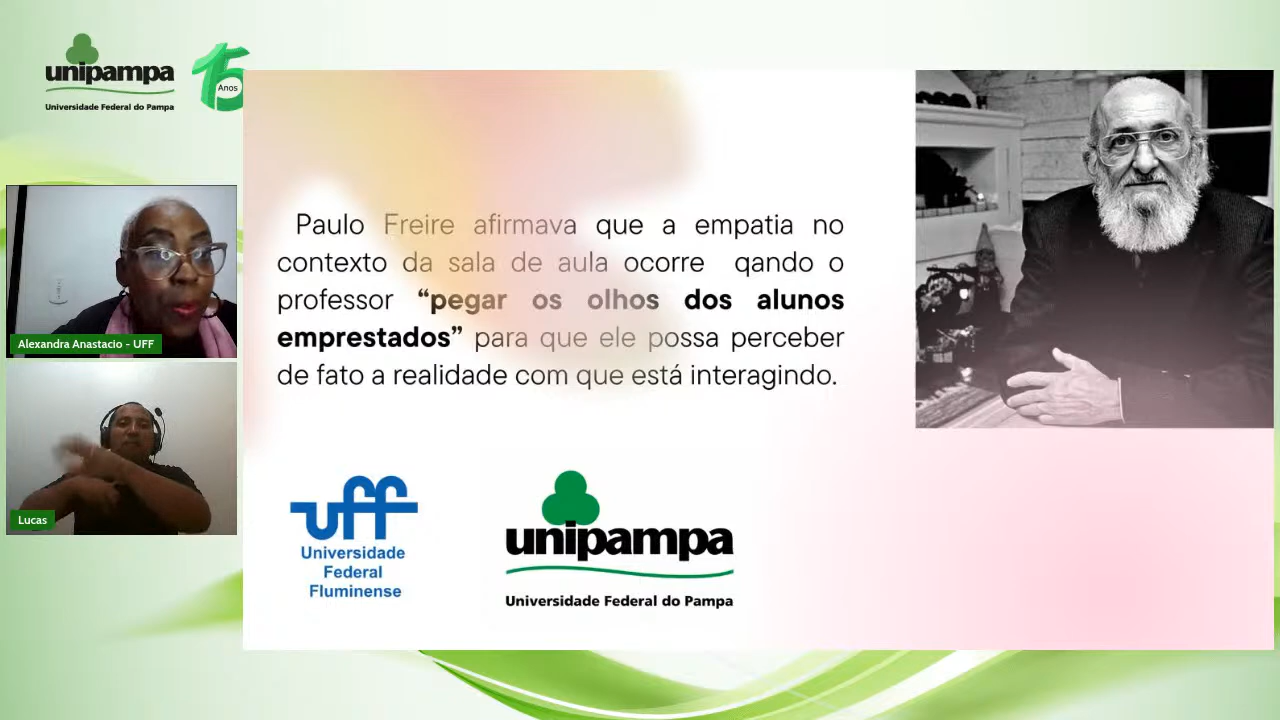 unipampa
Universidade Federal do Pampa
15
Anos
Alexandra Anastacio - UFF
Lucas
Paulo Freire afirmava que a empatia no
contexto da sala de aula ocorre qando o
professor “pegar os olhos dos alunos
emprestados” para que ele possa perceber
de fato a realidade com que está interagindo.
uff
Universidade
Federal
Fluminense
unipampa
Universidade Federal do Pampa